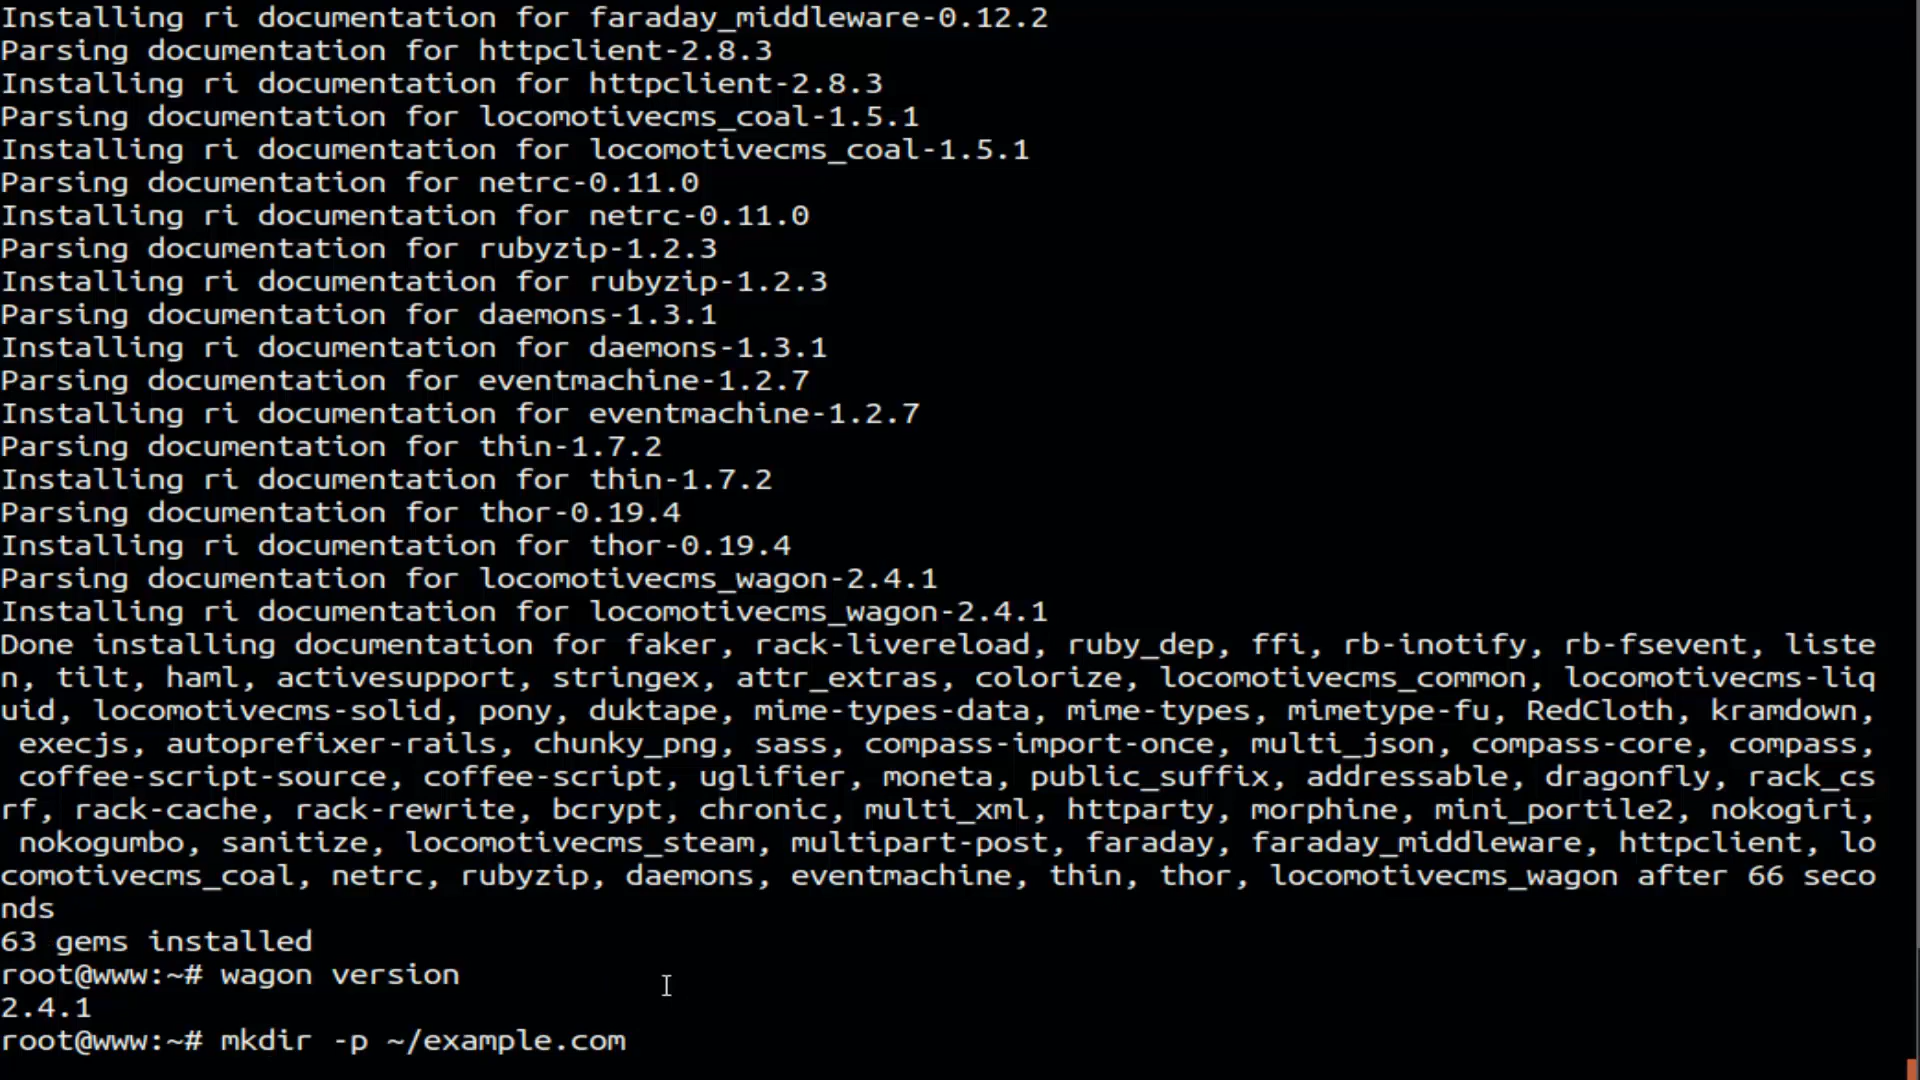 Installing ri documentation for faraday_middleware-0.12.2
Parsing documentation for httpclient-2.8.3
Installing ri documentation for httpclient-2.8.3
Parsing documentation for locomotivecms_coal-1.5.1
Installing ri documentation for locomotivecms_coal-1.5.1
Parsing documentation for netrc-0.11.0
Installing ri documentation for netrc-0.11.0
Parsing documentation for rubyzip-1.2.3
Installing ri documentation for rubyzip-1.2.3
Parsing documentation for daemons-1.3.1
Installing ri documentation for daemons-1.3.1
Parsing documentation for eventmachine-1.2.7
Installing ri documentation for eventmachine-1.2.7
Parsing documentation for thin-1.7.2
Installing ri documentation for thin-1.7.2
Parsing documentation for thor-0.19.4
Installing ri documentation for thor-0.19.4
Parsing documentation for locomotivecms_wagon-2.4.1
Installing ri documentation for locomotivecms_wagon-2.4.1
Done installing documentation for faker, rack-livereload, ruby_dep, ffi, rb-inotify, rb-fsevent, liste
n, tilt, haml, activesupport, stringex, attr_extras, colorize, locomotivecms_common, locomotivecms-liq
uid, locomotivecms-solid, pony, duktape, mime-types-data, mime-types, mimetype-fu, RedCloth, kramdown,
 execjs, autoprefixer-rails, chunky_png, sass, compass-import-once, multi_json, compass-core, compass,
 coffee-script-source, coffee-script, uglifier, moneta, public_suffix, addressable, dragonfly, rack_cs
rf, rack-cache, rack-rewrite, bcrypt, chronic, multi_xml, httparty, morphine, mini_portile2, nokogiri,
 nokogumbo, sanitize, locomotivecms_steam, multipart-post, faraday, faraday_middleware, httpclient, lo
comotivecms_coal, netrc, rubyzip, daemons, eventmachine, thin, thor, locomotivecms_wagon after 66 seco
nds
63 gems installed
root@www:~# wagon version
2.4.1
root@www:~# mkdir -p ~/example.com